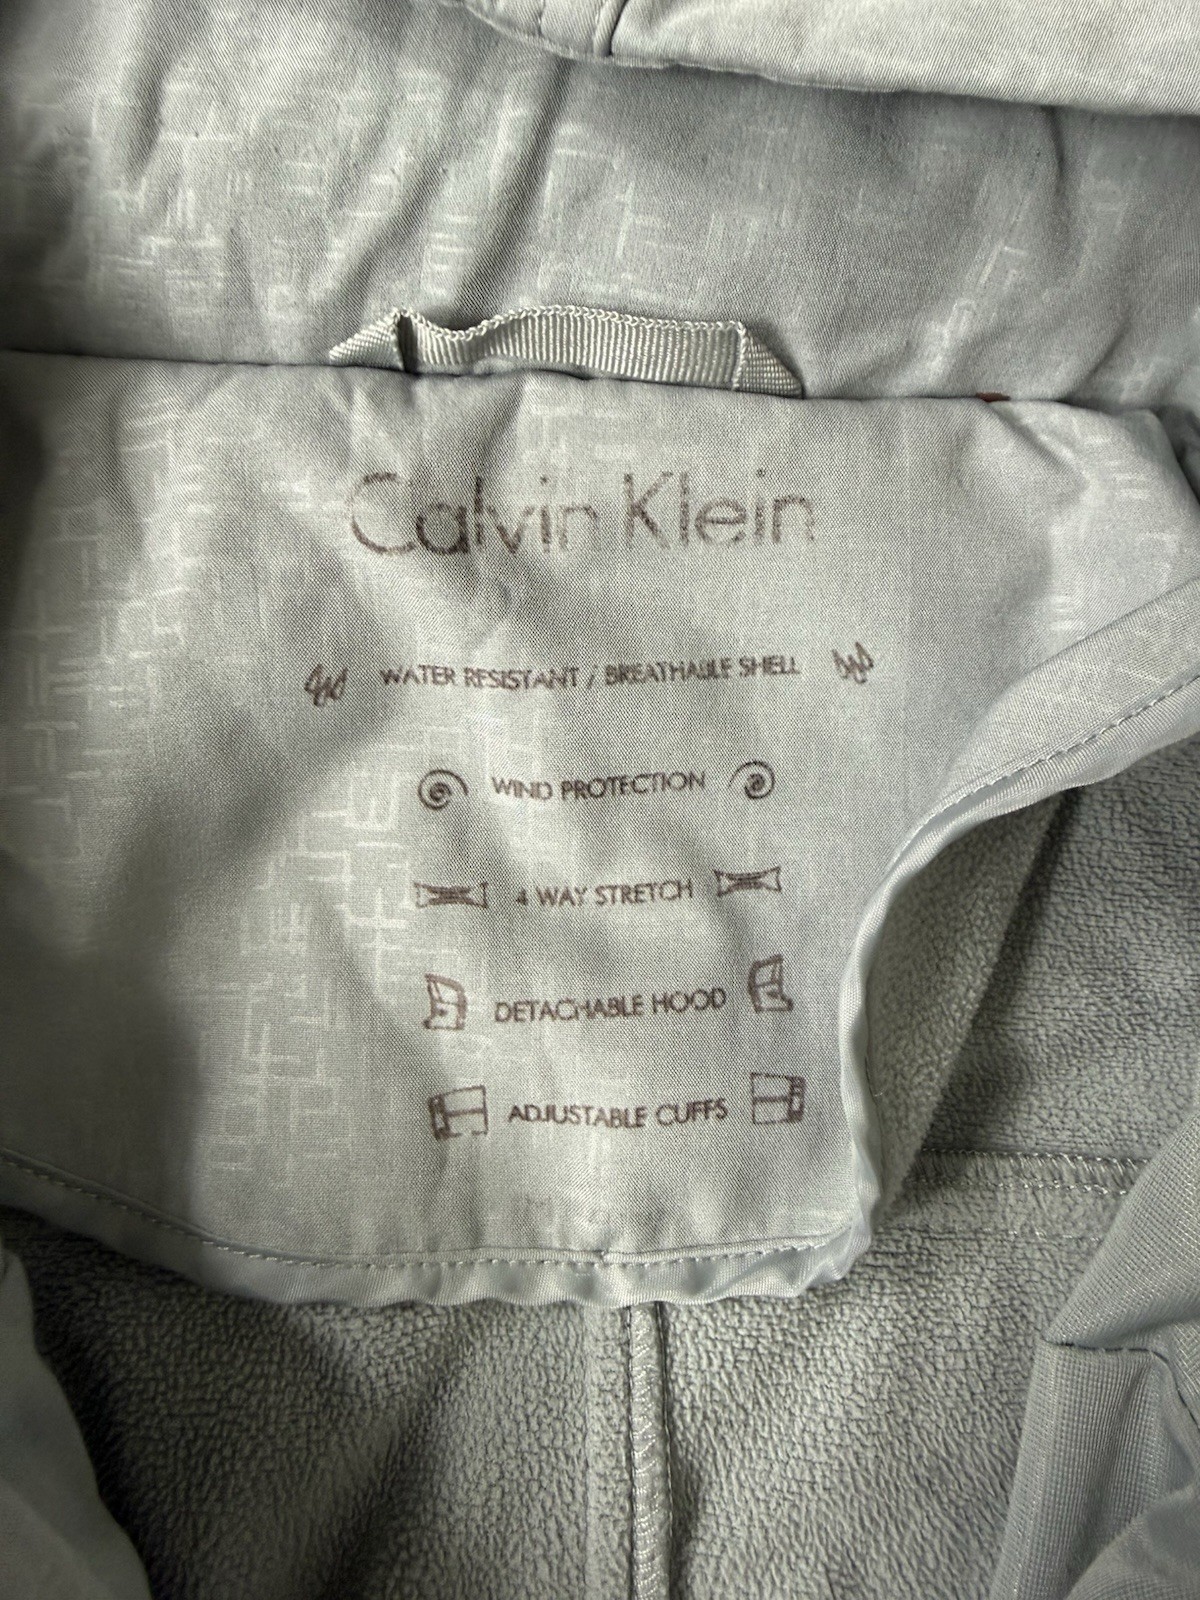 Calvin Klein
WATER RESISTANT / BREATHABLE SHELL
WIND PROTECTION
4 WAY STRETCH
DETACHABLE HOOD
ADJUSTABLE CUFFS